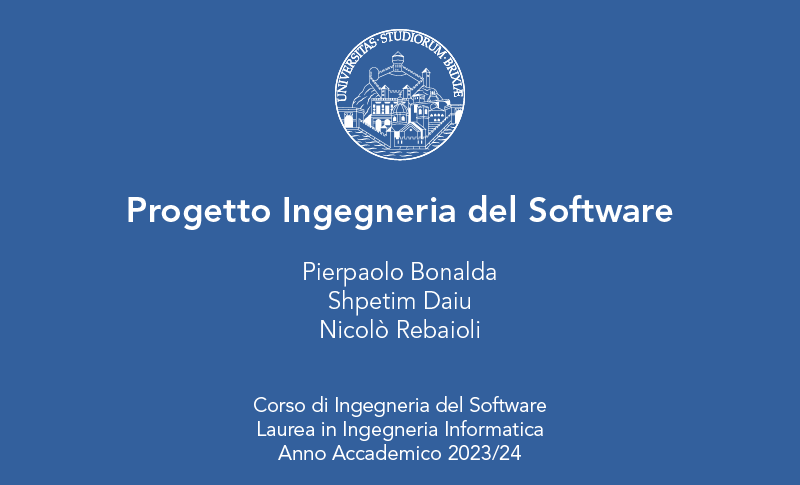 UNIVERSITAS · STUDIORUM · BRIXIÆ
Progetto Ingegneria del Software
Pierpaolo Bonalda
Shpetim Daiu
Nicolò Rebaioli
Corso di Ingegneria del Software
Laurea in Ingegneria Informatica
Anno Accademico 2023/24